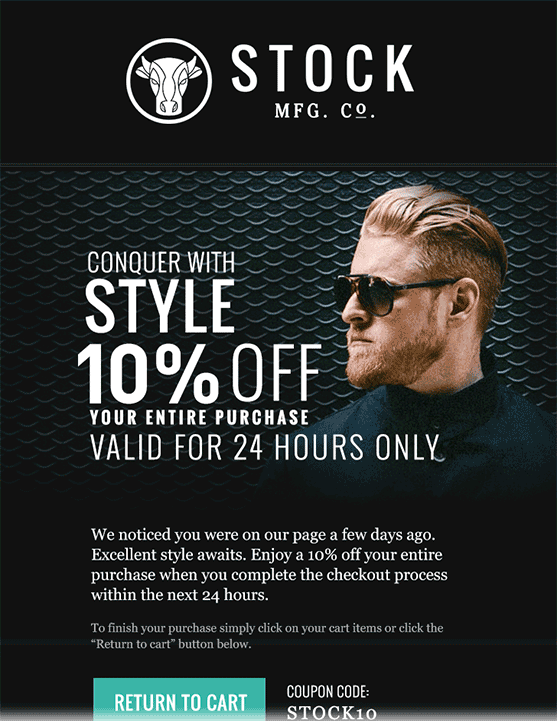 STOCK
MFG. Co.
CONQUER WITH
STYLE
10% OFF
YOUR ENTIRE PURCHASE
VALID FOR 24 HOURS ONLY
We noticed you were on our page a few days ago.
Excellent style awaits. Enjoy a 10% off your entire
purchase when you complete the checkout process
within the next 24 hours.
To finish your purchase simply click on your cart items or click the
“Return to cart” button below.
RETURN TO CART
COUPON CODE:
STOCK10